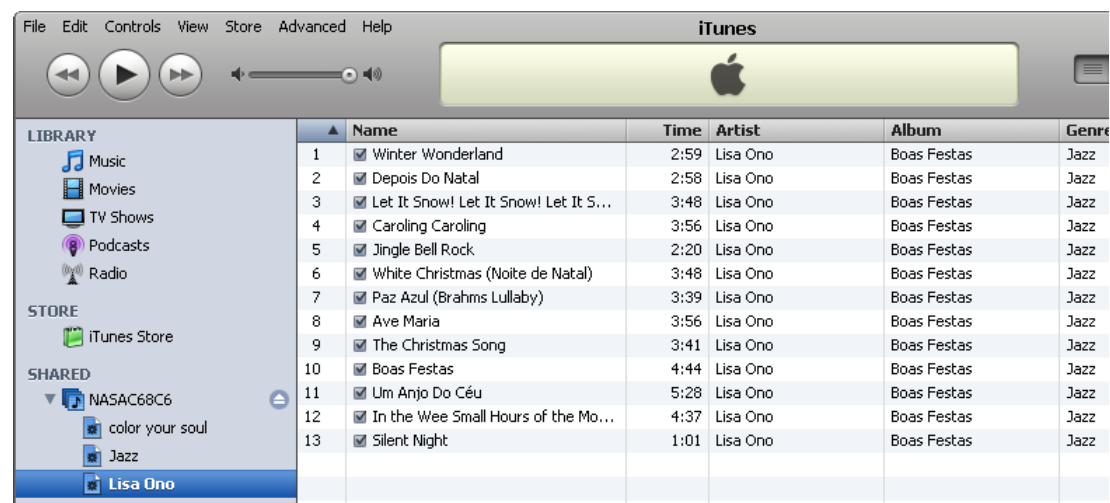 File Edit Controls View Store Advanced Help
iTunes
LIBRARY
Music
Movies
TV Shows
Podcasts
Radio
STORE
iTunes Store
SHARED
NASAC68C6
color your soul
Jazz
Lisa Ono
Name Time Artist Album Genre
1 Winter Wonderland 2:59 Lisa Ono Boas Festas Jazz
2 Depois Do Natal 2:58 Lisa Ono Boas Festas Jazz
3 Let It Snow! Let It Snow! Let It S... 3:48 Lisa Ono Boas Festas Jazz
4 Caroling Caroling 3:56 Lisa Ono Boas Festas Jazz
5 Jingle Bell Rock 2:20 Lisa Ono Boas Festas Jazz
6 White Christmas (Noite de Natal) 3:48 Lisa Ono Boas Festas Jazz
7 Paz Azul (Brahms Lullaby) 3:39 Lisa Ono Boas Festas Jazz
8 Ave Maria 3:56 Lisa Ono Boas Festas Jazz
9 The Christmas Song 3:41 Lisa Ono Boas Festas Jazz
10 Boas Festas 4:44 Lisa Ono Boas Festas Jazz
11 Um Anjo Do Céu 5:28 Lisa Ono Boas Festas Jazz
12 In the Wee Small Hours of the Mo... 4:37 Lisa Ono Boas Festas Jazz
13 Silent Night 1:01 Lisa Ono Boas Festas Jazz